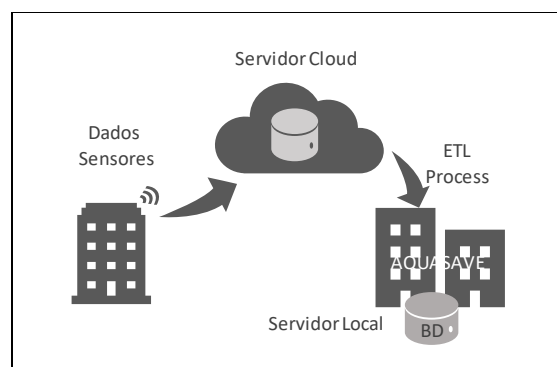 Servidor Cloud
Dados
Sensores
ETL
Process
AQUASAVE
Servidor Local
BD